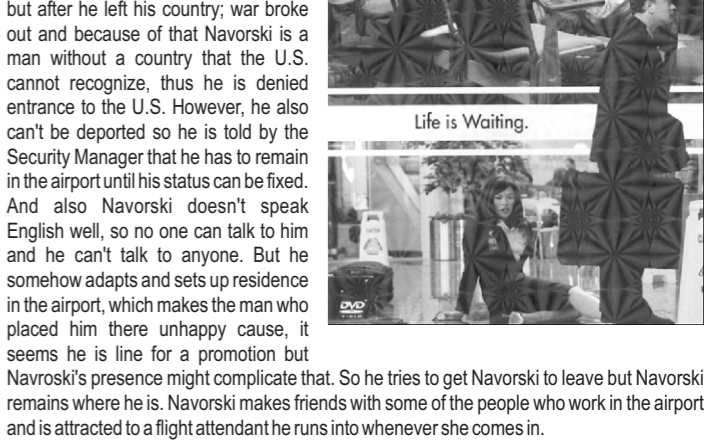 but after he left his country; war broke
out and because of that Navorski is a
man without a country that the U.S.
cannot recognize, thus he is denied
entrance to the U.S. However, he also
can't be deported so he is told by the
Security Manager that he has to remain
in the airport until his status can be fixed.
And also Navorski doesn't speak
English well, so no one can talk to him
and he can't talk to anyone. But he
somehow adapts and sets up residence
in the airport, which makes the man who
placed him there unhappy cause, it
seems he is line for a promotion but
Navroski's presence might complicate that. So he tries to get Navorski to leave but Navorski
remains where he is. Navorski makes friends with some of the people who work in the airport
and is attracted to a flight attendant he runs into whenever she comes in.
Life is Waiting.
CAUTION
DVD
VIDEO